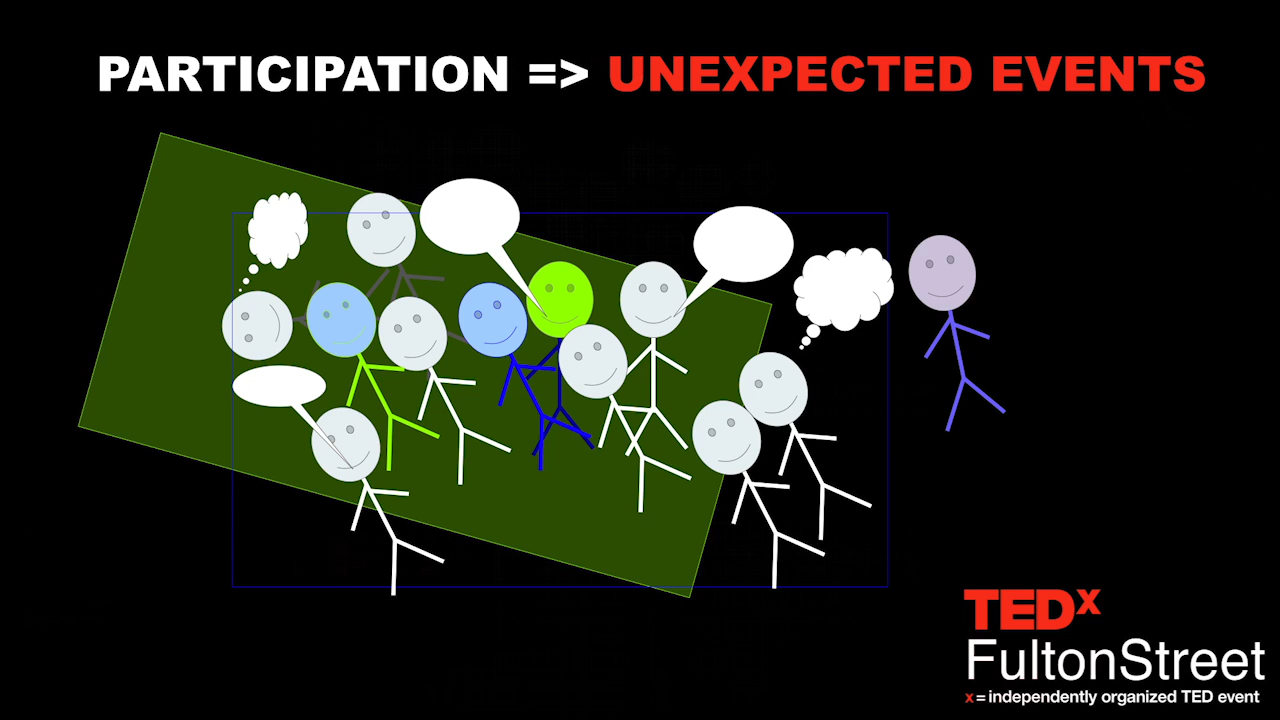 PARTICIPATION => UNEXPECTED EVENTS
TEDx
FultonStreet
x = independently organized TED event